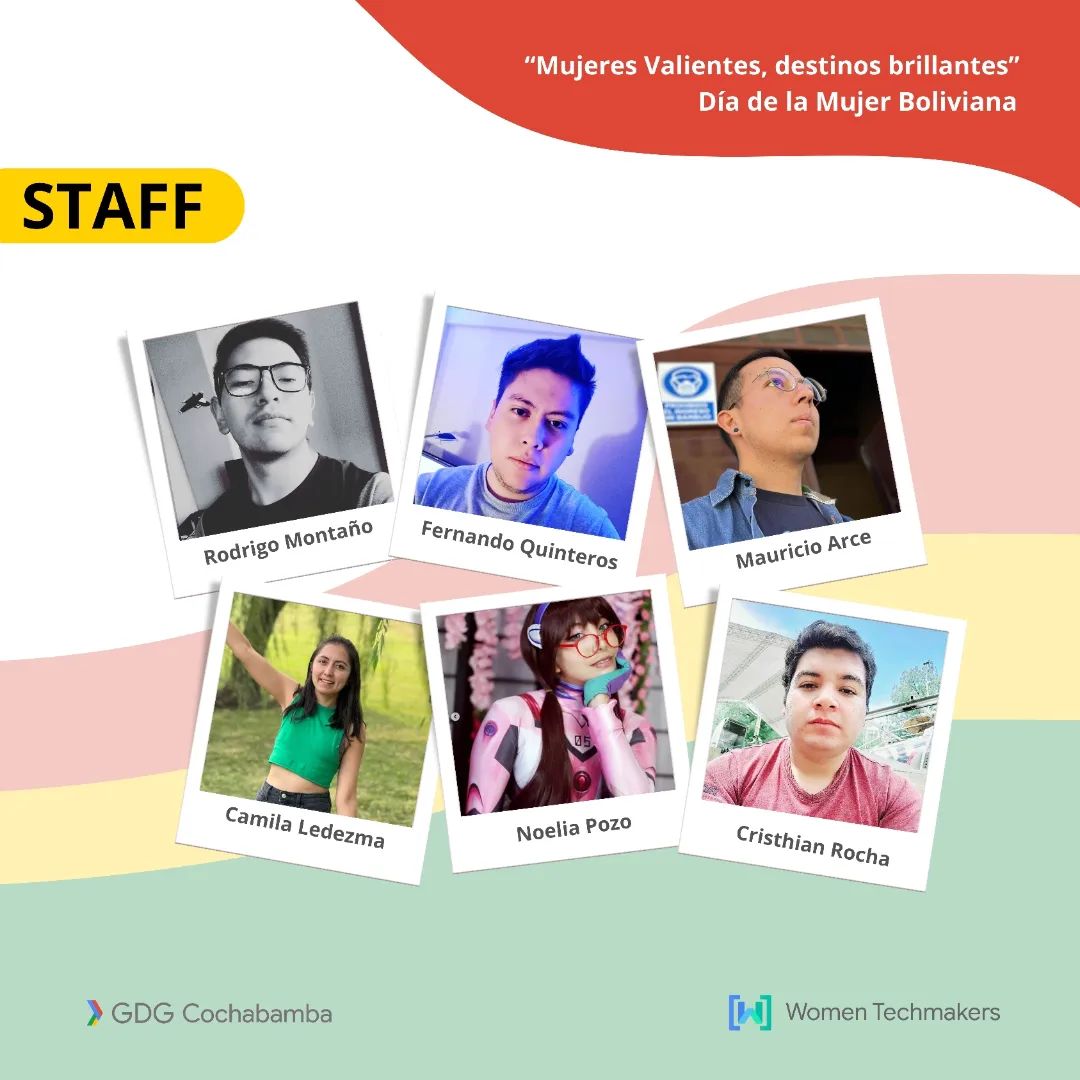 “Mujeres Valientes, destinos brillantes”
Día de la Mujer Boliviana
STAFF
Rodrigo Montaño
Fernando Quinteros
Mauricio Arce
Camila Ledezma
05
Noelia Pozo
Cristhian Rocha
GDG Cochabamba
Women Techmakers